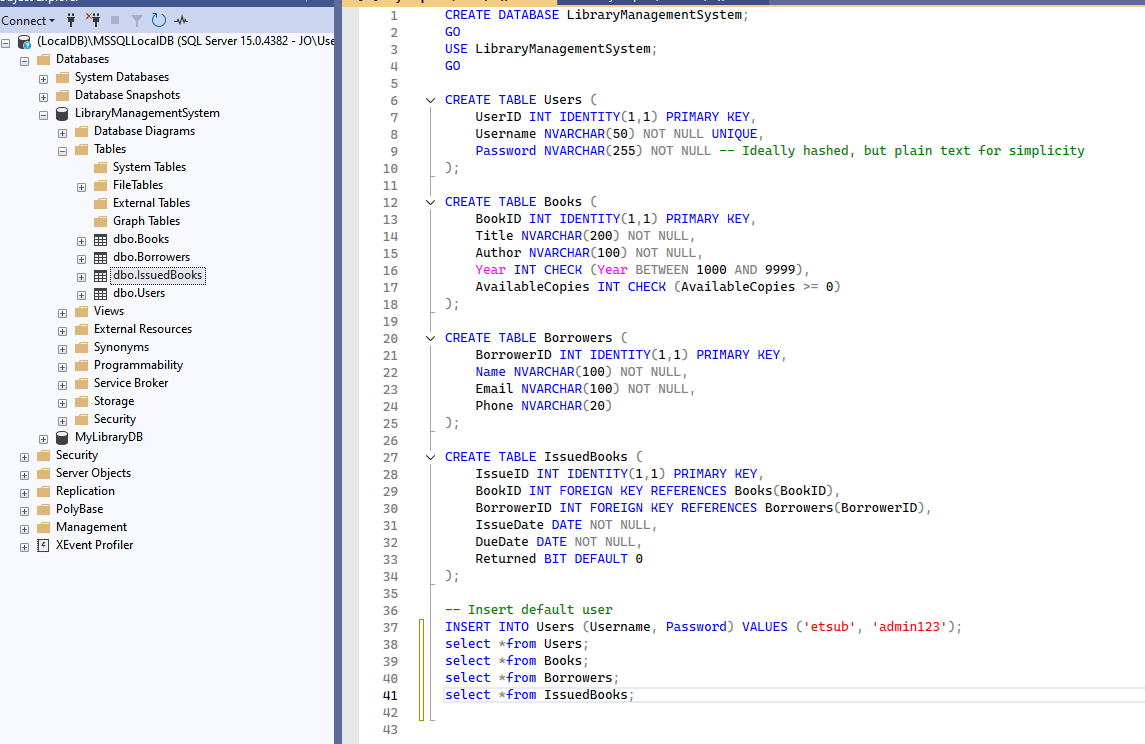 Connect
(LocalDB)\MSSQLLocalDB (SQL Server 15.0.4382 - JO\Use
Databases
System Databases
Database Snapshots
LibraryManagementSystem
Database Diagrams
Tables
System Tables
FileTables
External Tables
Graph Tables
dbo.Books
dbo.Borrowers
dbo.IssuedBooks
dbo.Users
Views
External Resources
Synonyms
Programmability
Service Broker
Storage
Security
MyLibraryDB
Security
Server Objects
Replication
PolyBase
Management
XEvent Profiler
1 CREATE DATABASE LibraryManagementSystem;
2 GO
3 USE LibraryManagementSystem;
4 GO
5
6 CREATE TABLE Users (
7 UserID INT IDENTITY(1,1) PRIMARY KEY,
8 Username NVARCHAR(50) NOT NULL UNIQUE,
9 Password NVARCHAR(255) NOT NULL -- Ideally hashed, but plain text for simplicity
10 );
11
12 CREATE TABLE Books (
13 BookID INT IDENTITY(1,1) PRIMARY KEY,
14 Title NVARCHAR(200) NOT NULL,
15 Author NVARCHAR(100) NOT NULL,
16 Year INT CHECK (Year BETWEEN 1000 AND 9999),
17 AvailableCopies INT CHECK (AvailableCopies >= 0)
18 );
19
20 CREATE TABLE Borrowers (
21 BorrowerID INT IDENTITY(1,1) PRIMARY KEY,
22 Name NVARCHAR(100) NOT NULL,
23 Email NVARCHAR(100) NOT NULL,
24 Phone NVARCHAR(20)
25 );
26
27 CREATE TABLE IssuedBooks (
28 IssueID INT IDENTITY(1,1) PRIMARY KEY,
29 BookID INT FOREIGN KEY REFERENCES Books(BookID),
30 BorrowerID INT FOREIGN KEY REFERENCES Borrowers(BorrowerID),
31 IssueDate DATE NOT NULL,
32 DueDate DATE NOT NULL,
33 Returned BIT DEFAULT 0
34 );
35
36 -- Insert default user
37 INSERT INTO Users (Username, Password) VALUES ('etsub', 'admin123');
38 select *from Users;
39 select *from Books;
40 select *from Borrowers;
41 select *from IssuedBooks;
42
43